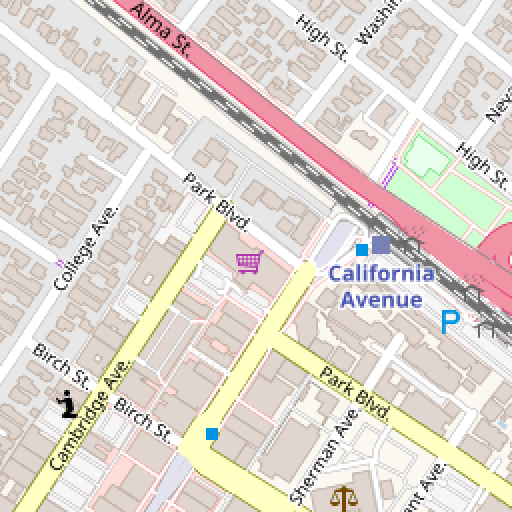 Alma St.
High St.
High St.
Park Blvd.
College Ave.
California
Avenue
P
Birch St.
Birch St.
Cambridge Ave.
Park Blvd.
Sherman Ave.